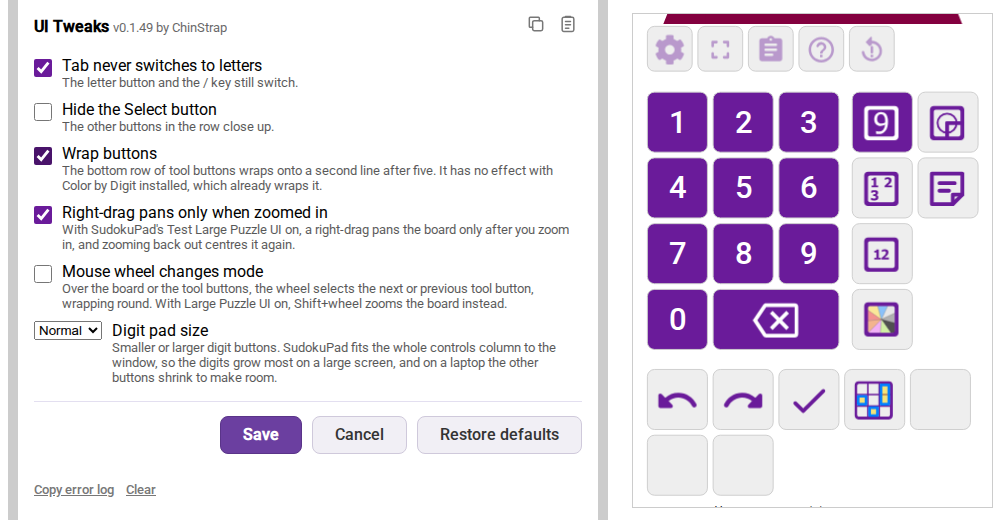 UI Tweaks v0.1.49 by ChinStrap
Tab never switches to letters
The letter button and the / key still switch.
Hide the Select button
The other buttons in the row close up.
Wrap buttons
The bottom row of tool buttons wraps onto a second line after five. It has no effect with
Color by Digit installed, which already wraps it.
Right-drag pans only when zoomed in
With SudokuPad's Test Large Puzzle UI on, a right-drag pans the board only after you zoom
in, and zooming back out centres it again.
Mouse wheel changes mode
Over the board or the tool buttons, the wheel selects the next or previous tool button,
wrapping round. With Large Puzzle UI on, Shift+wheel zooms the board instead.
Normal Digit pad size
Smaller or larger digit buttons. SudokuPad fits the whole controls column to the
window, so the digits grow most on a large screen, and on a laptop the other
buttons shrink to make room.
Save Cancel Restore defaults
Copy error log Clear
?
1 2 3 9
4 5 6 1 2
3
7 8 9 12
0